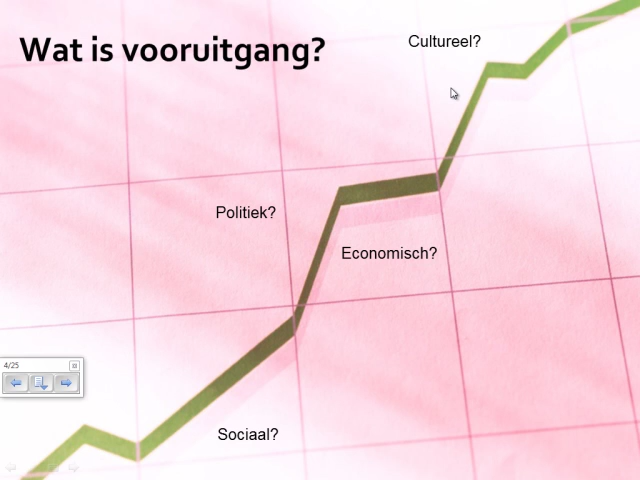 Wat is vooruitgang?
Cultureel?
Politiek?
Economisch?
4/25
Sociaal?